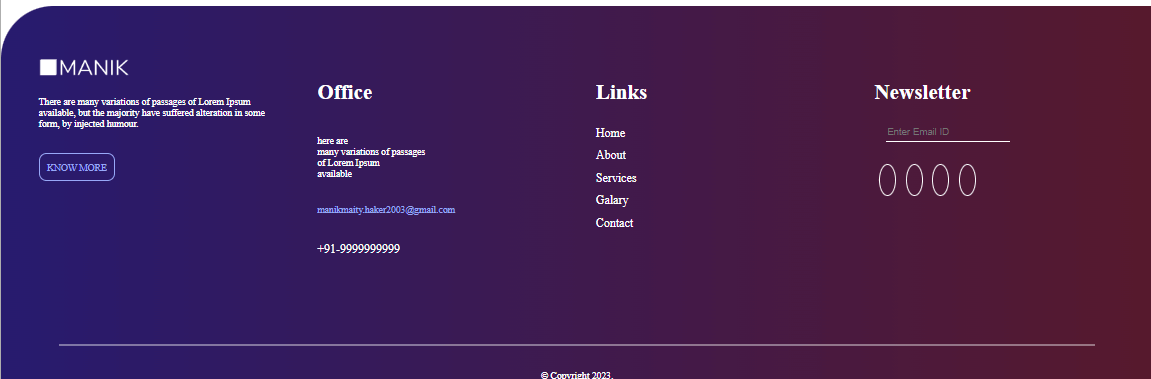 MANIK
There are many variations of passages of Lorem Ipsum
available, but the majority have suffered alteration in some
form, by injected humour.
KNOW MORE
Office
here are
many variations of passages
of Lorem Ipsum
available
manikmaity.haker2003@gmail.com
+91-9999999999
Links
Home
About
Services
Galary
Contact
Newsletter
Enter Email ID
© Copyright 2023.